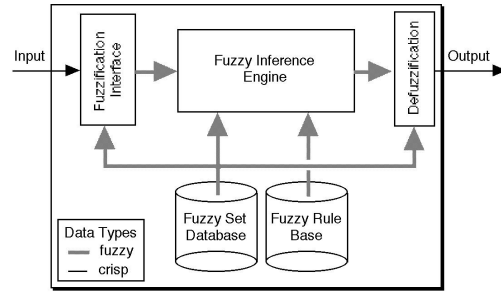 Input
Fuzzification
Interface
Fuzzy Inference
Engine
Defuzzification
Output
Fuzzy Set
Database
Fuzzy Rule
Base
Data Types
fuzzy
crisp